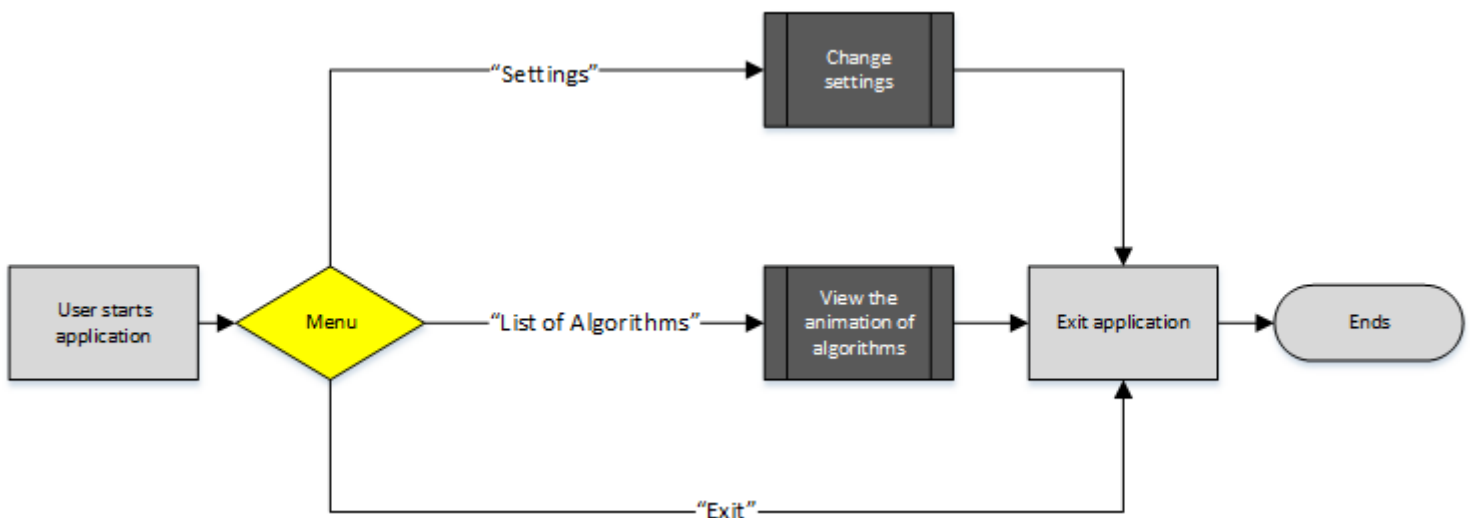 Change
settings
“Settings”
User starts
application
Menu
“List of Algorithms”
View the
animation of
algorithms
Exit application
Ends
“Exit”